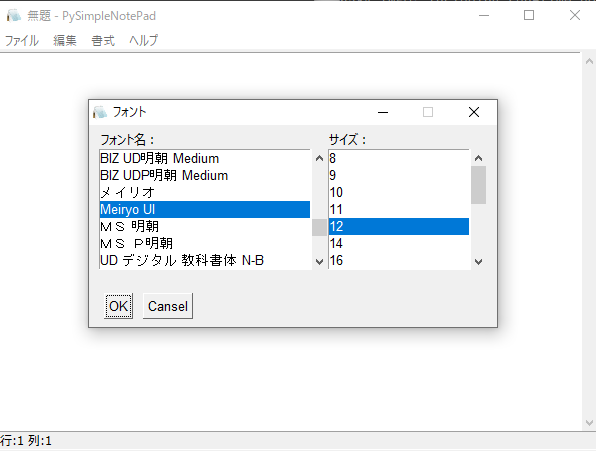 無題 - PySimpleNotePad
ファイル 編集 書式 ヘルプ
フォント
フォント名： サイズ：
BIZ UD明朝 Medium 8
BIZ UDP明朝 Medium 9
メイリオ 10
Meiryo UI 11
ＭＳ 明朝 12
ＭＳ Ｐ明朝 14
UD デジタル 教科書体 N-B 16
OK Cansel
行:1 列:1